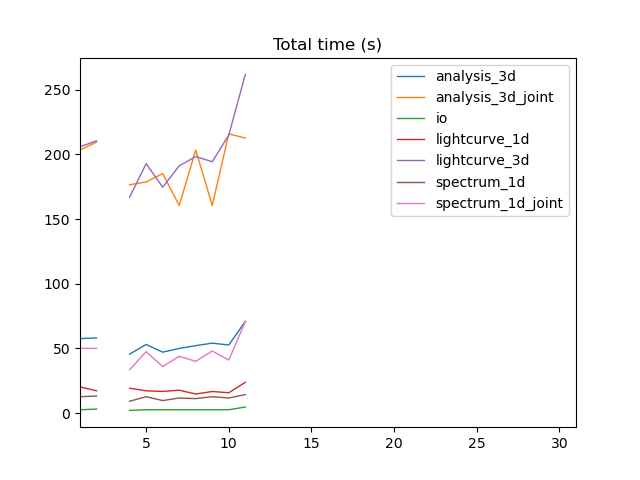 Total time (s)
250
200
150
100
50
0
5 10 15 20 25 30
analysis_3d
analysis_3d_joint
io
lightcurve_1d
lightcurve_3d
spectrum_1d
spectrum_1d_joint